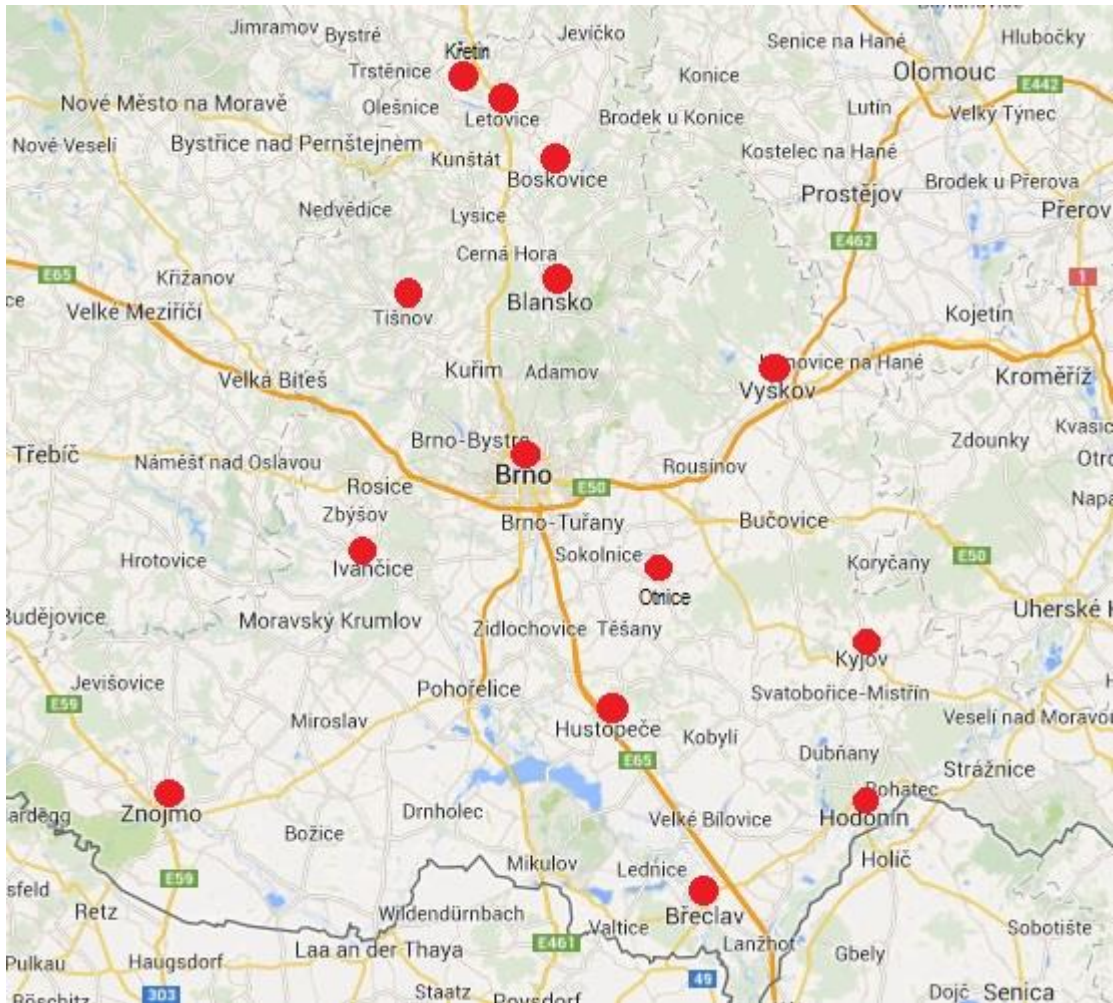 Jimramov
Bystré
Křetín
Jevíčko
Senice na Hané
Hlubočky
Trstěnice
Konice
Olomouc
E442
Nové Město na Moravě
Olešnice
Letovice
Brodek u Konice
Lutín
Velký Týnec
Nové Veselí
Bystřice nad Pernštejnem
Kunštát
Boskovice
Kostelec na Hané
Prostějov
Brodek u Přerova
Přerov
Nedvědice
Lysice
E462
Černá Hora
E65
Křižanov
Blansko
1
Velké Meziříčí
Tišnov
Kojetín
Velká Bíteš
Kuřim
Adamov
Vyskov
Kroměříž
Brno-Bystrc
Zdounky
Třebíč
Náměšť nad Oslavou
Brno
Rousínov
Rosice
E50
Zbýšov
Brno-Tuřany
Bučovice
Hrotovice
Ivančice
Sokolnice
Koryčany
E50
Otnice
Moravský Krumlov
Židlochovice
Těšany
Kyjov
Jevišovice
E59
Pohořelice
Svatobořice-Mistřín
Miroslav
Hustopeče
Kobylí
Dubňany
E65
Strážnice
Znojmo
Božice
Drnholec
Velké Bílovice
Hodonín
Holíč
Mikulov
Lednice
E59
Retz
Wildendürnbach
Břeclav
Valtice
Sobotiště
Laa an der Thaya
E461
Lanžhot
Gbely
Pulkau
Haugsdorf
303
Staatz
49
Senica